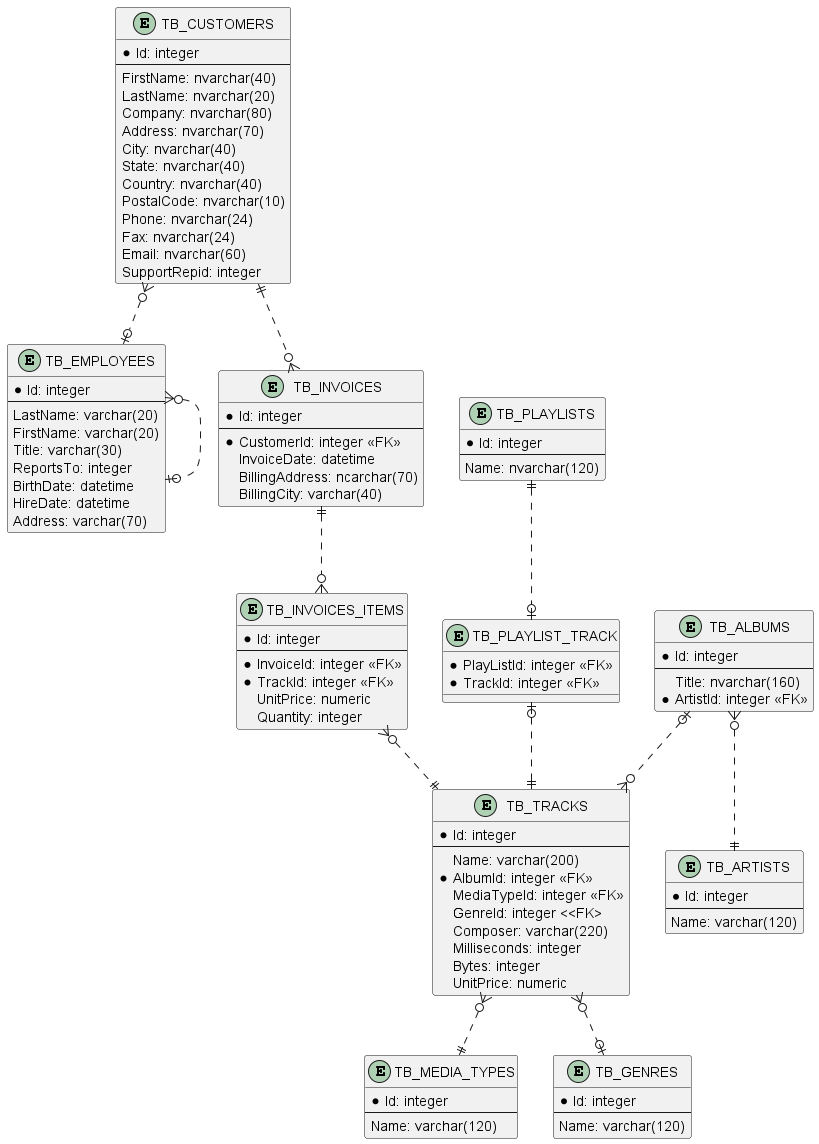 E TB_CUSTOMERS
* Id: integer
FirstName: nvarchar(40)
LastName: nvarchar(20)
Company: nvarchar(80)
Address: nvarchar(70)
City: nvarchar(40)
State: nvarchar(40)
Country: nvarchar(40)
PostalCode: nvarchar(10)
Phone: nvarchar(24)
Fax: nvarchar(24)
Email: nvarchar(60)
SupportRepid: integer
E TB_EMPLOYEES
* Id: integer
LastName: varchar(20)
FirstName: varchar(20)
Title: varchar(30)
ReportsTo: integer
BirthDate: datetime
HireDate: datetime
Address: varchar(70)
E TB_INVOICES
* Id: integer
* CustomerId: integer «FK»
InvoiceDate: datetime
BillingAddress: ncarchar(70)
BillingCity: varchar(40)
E TB_PLAYLISTS
* Id: integer
Name: nvarchar(120)
E TB_INVOICES_ITEMS
* Id: integer
* InvoiceId: integer «FK»
* TrackId: integer «FK»
UnitPrice: numeric
Quantity: integer
E TB_PLAYLIST_TRACK
* PlayListId: integer «FK»
* TrackId: integer «FK»
E TB_ALBUMS
* Id: integer
Title: nvarchar(160)
* ArtistId: integer «FK»
E TB_TRACKS
* Id: integer
Name: varchar(200)
* AlbumId: integer «FK»
MediaTypeId: integer «FK»
GenreId: integer <<FK>
Composer: varchar(220)
Milliseconds: integer
Bytes: integer
UnitPrice: numeric
E TB_ARTISTS
* Id: integer
Name: varchar(120)
E TB_MEDIA_TYPES
* Id: integer
Name: varchar(120)
E TB_GENRES
* Id: integer
Name: varchar(120)